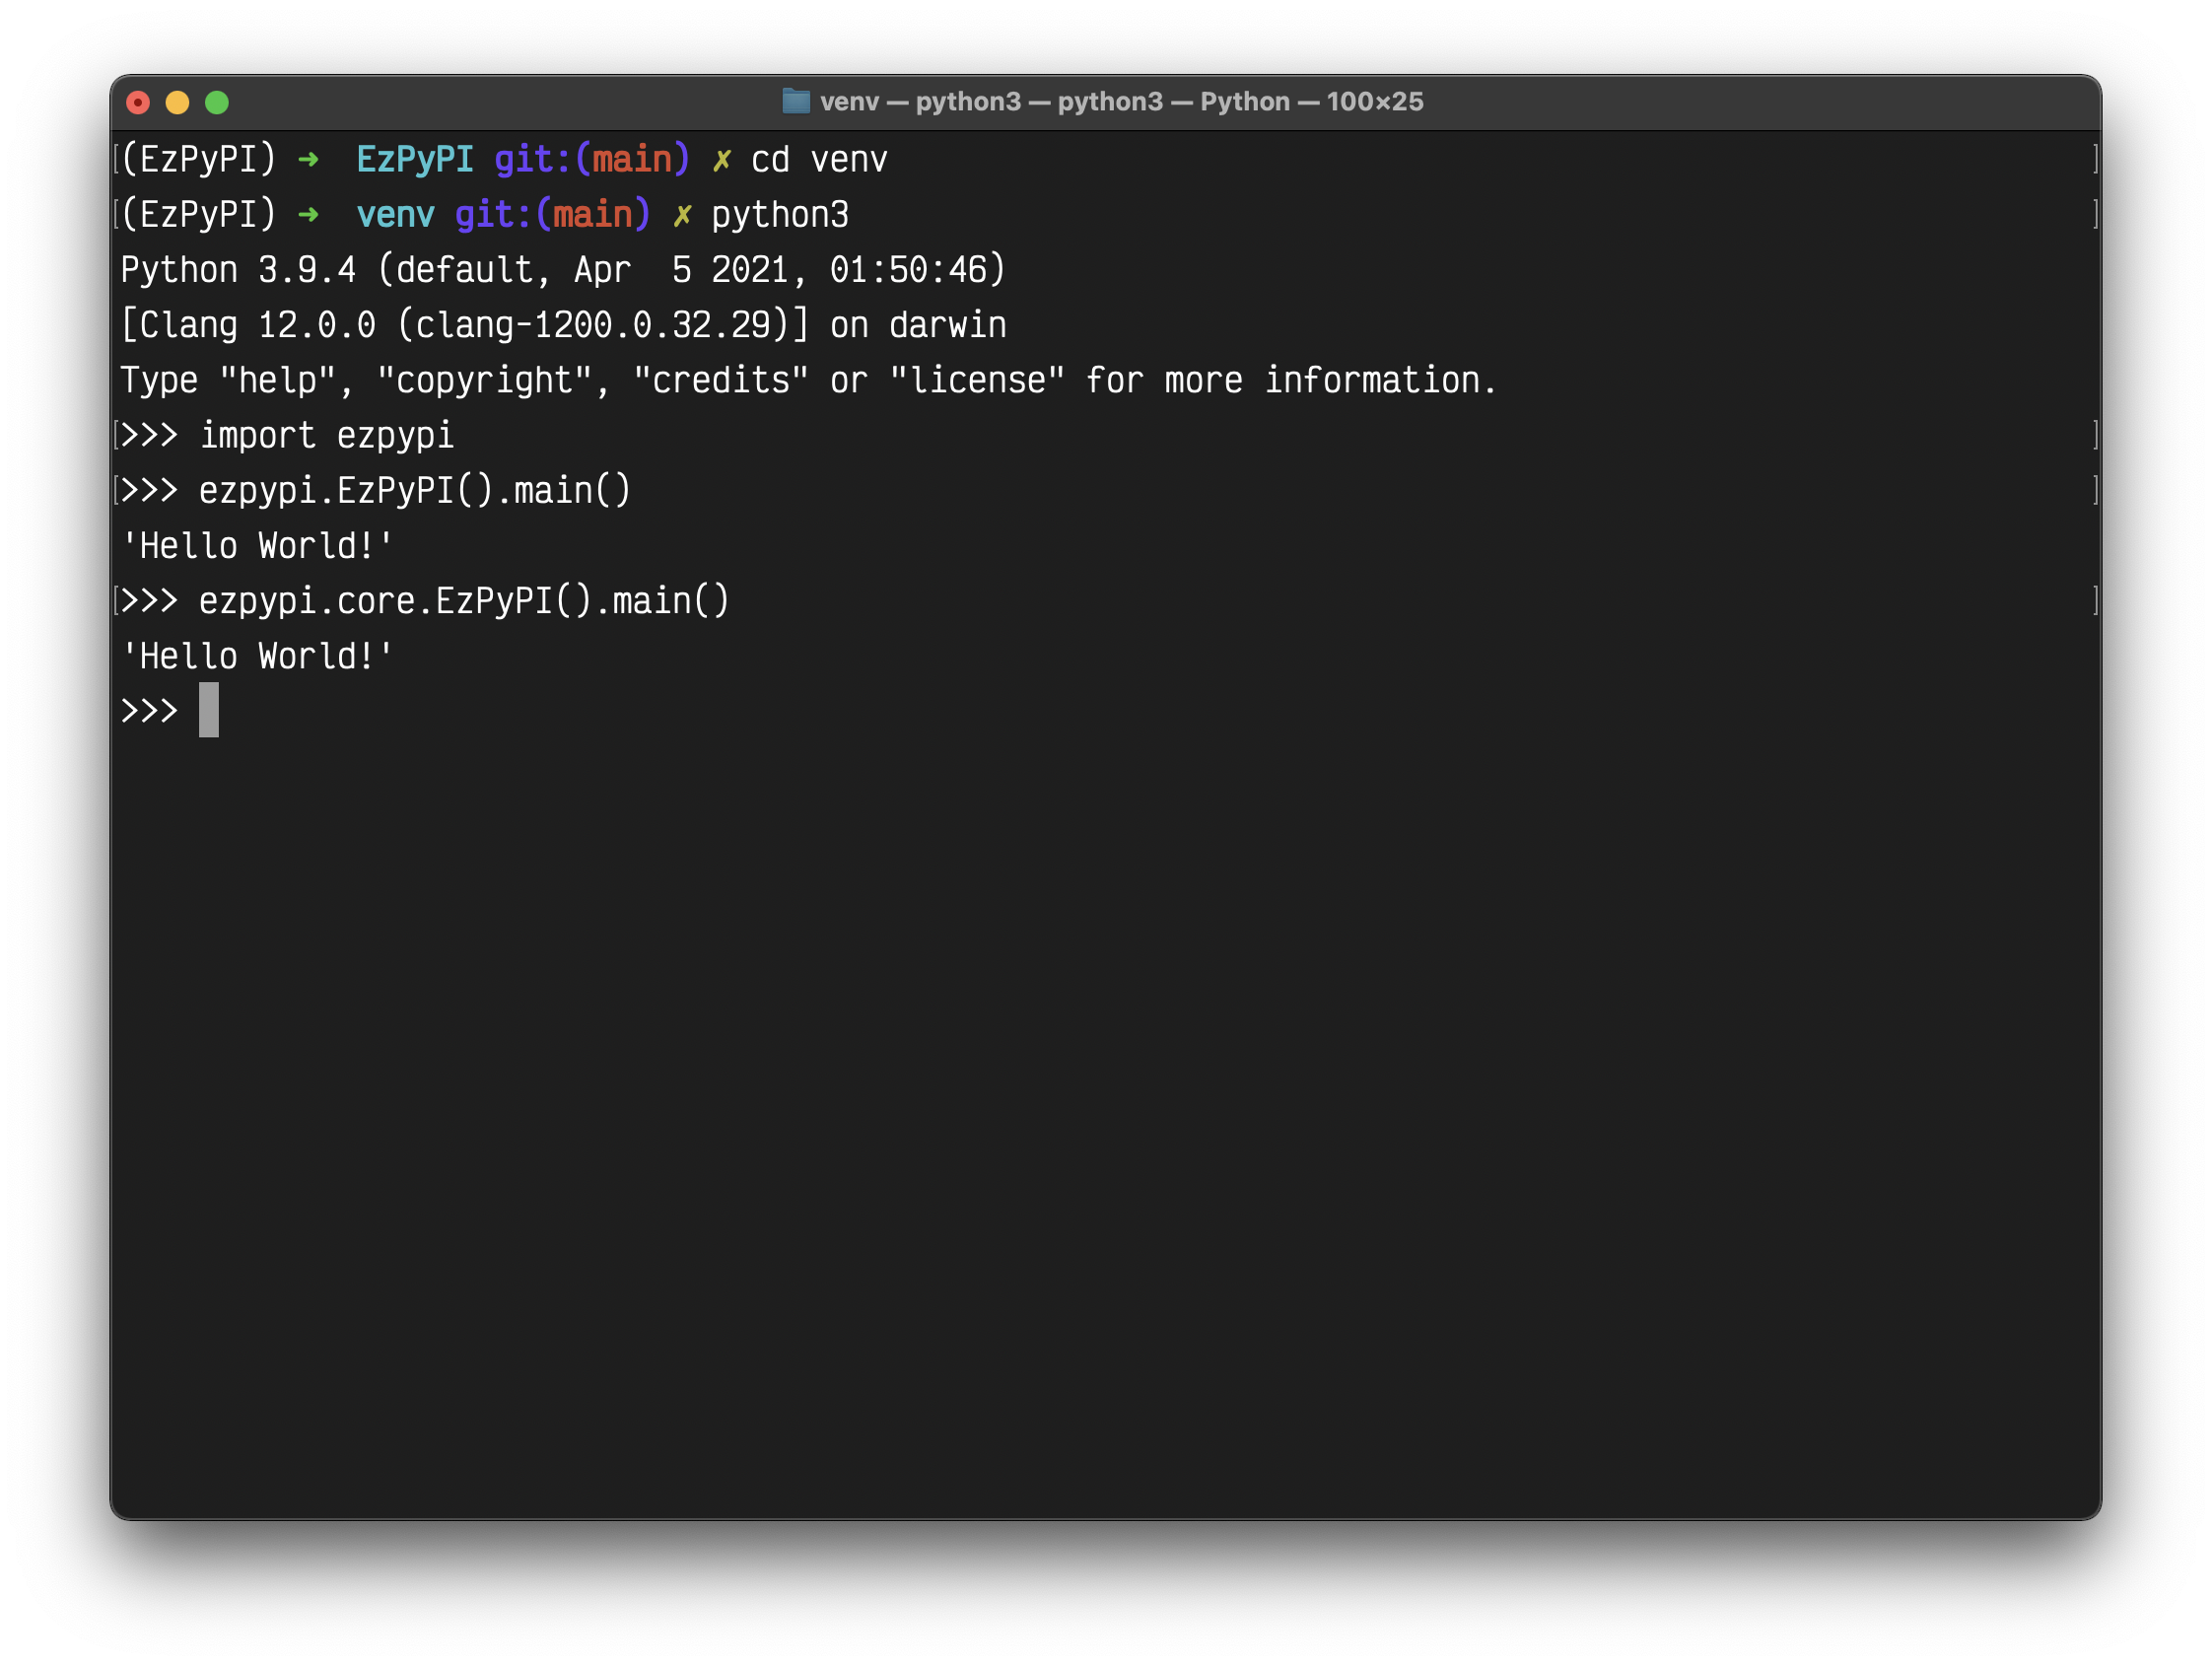 venv — python3 — python3 — Python — 100×25
[(EzPyPI) ➜  EzPyPI git:(main) ✗ cd venv ]
[(EzPyPI) ➜  venv git:(main) ✗ python3 ]
Python 3.9.4 (default, Apr  5 2021, 01:50:46)
[Clang 12.0.0 (clang-1200.0.32.29)] on darwin
Type "help", "copyright", "credits" or "license" for more information.
[>>> import ezpypi ]
[>>> ezpypi.EzPyPI().main() ]
'Hello World!'
[>>> ezpypi.core.EzPyPI().main() ]
'Hello World!'
>>>